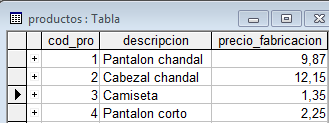 productos : Tabla
cod_pro descripcion precio_fabricacion
+ 1 Pantalon chandal 9,87
+ 2 Cabezal chandal 12,15
+ 3 Camiseta 1,35
+ 4 Pantalon corto 2,25